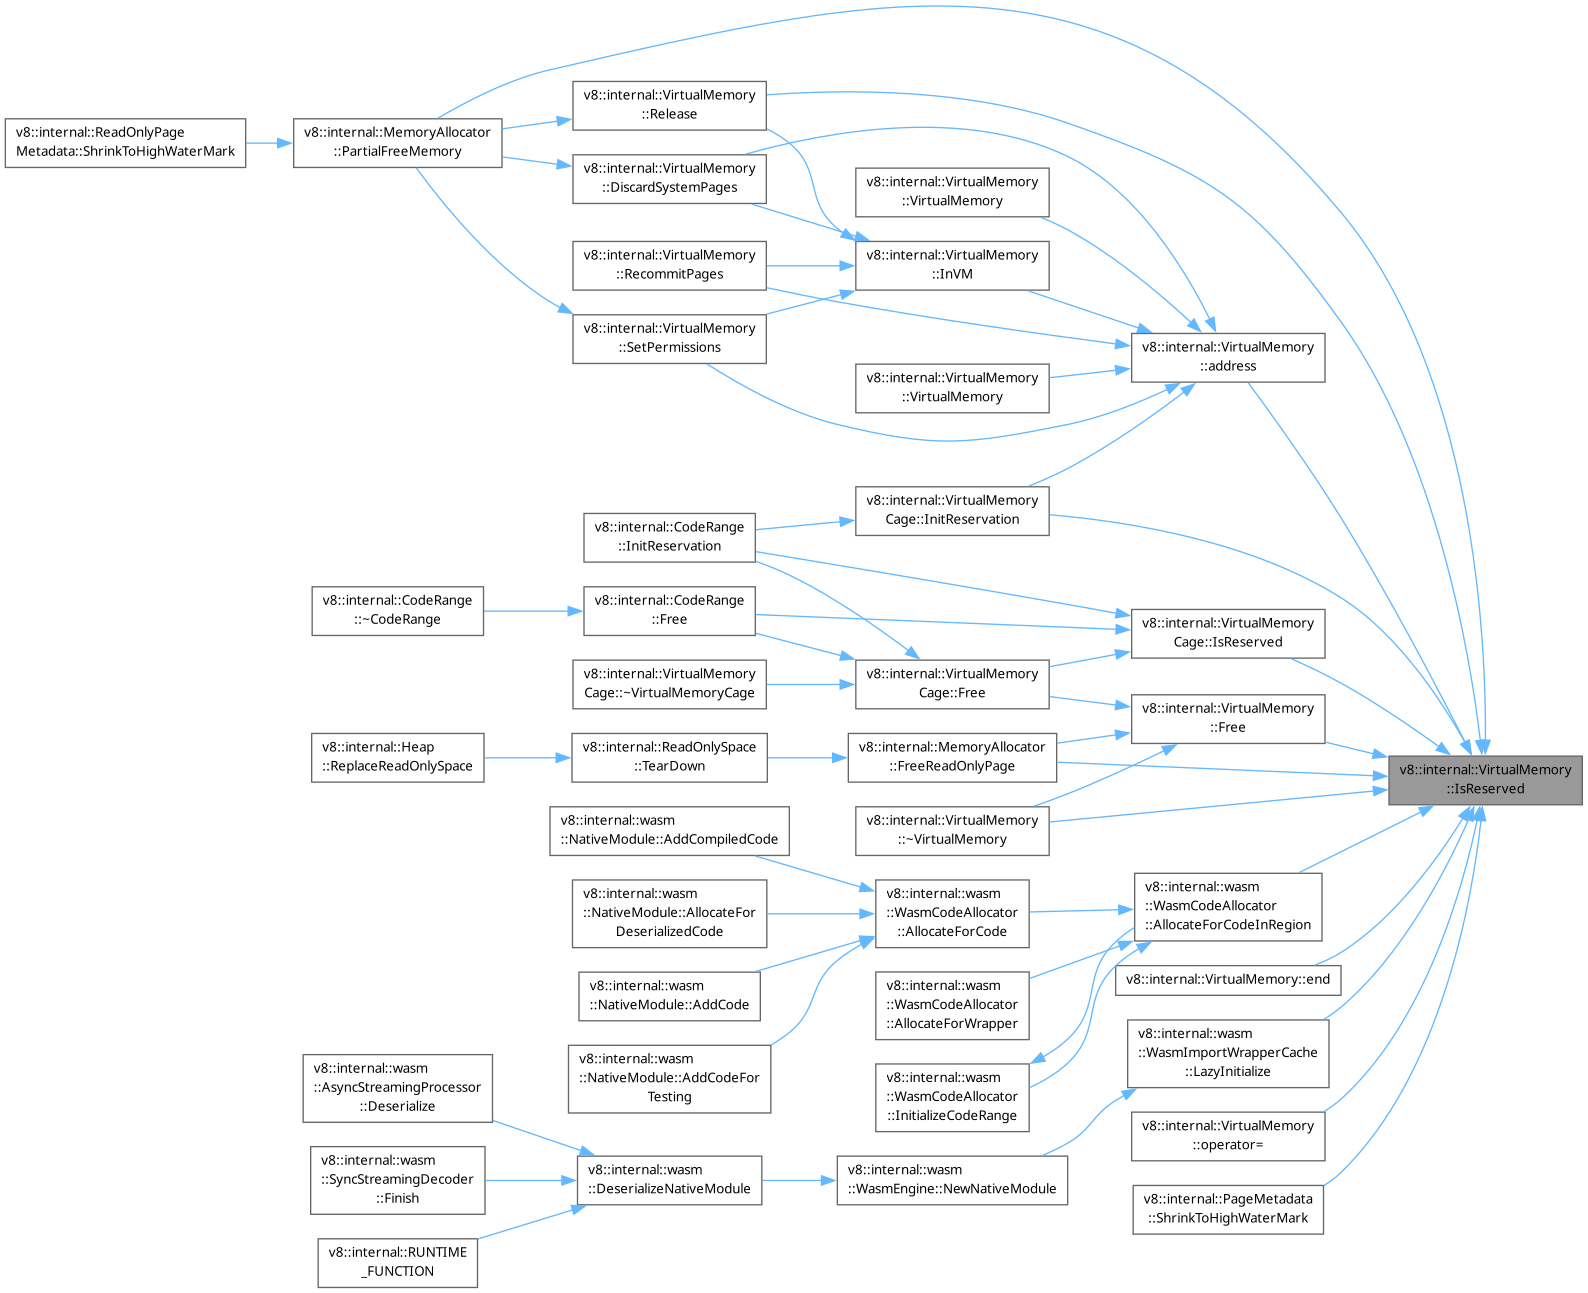 v8::internal::ReadOnlyPage
Metadata::ShrinkToHighWaterMark
v8::internal::MemoryAllocator
::PartialFreeMemory
v8::internal::VirtualMemory
::Release
v8::internal::VirtualMemory
::DiscardSystemPages
v8::internal::VirtualMemory
::RecommitPages
v8::internal::VirtualMemory
::SetPermissions
v8::internal::VirtualMemory
::VirtualMemory
v8::internal::VirtualMemory
::InVM
v8::internal::VirtualMemory
::VirtualMemory
v8::internal::VirtualMemory
::address
v8::internal::VirtualMemory
Cage::InitReservation
v8::internal::CodeRange
::InitReservation
v8::internal::CodeRange
::~CodeRange
v8::internal::CodeRange
::Free
v8::internal::VirtualMemory
Cage::IsReserved
v8::internal::VirtualMemory
Cage::~VirtualMemoryCage
v8::internal::VirtualMemory
Cage::Free
v8::internal::VirtualMemory
::Free
v8::internal::Heap
::ReplaceReadOnlySpace
v8::internal::ReadOnlySpace
::TearDown
v8::internal::MemoryAllocator
::FreeReadOnlyPage
v8::internal::VirtualMemory
::IsReserved
v8::internal::VirtualMemory
::~VirtualMemory
v8::internal::wasm
::NativeModule::AddCompiledCode
v8::internal::wasm
::NativeModule::AllocateFor
DeserializedCode
v8::internal::wasm
::WasmCodeAllocator
::AllocateForCode
v8::internal::wasm
::WasmCodeAllocator
::AllocateForCodeInRegion
v8::internal::wasm
::NativeModule::AddCode
v8::internal::wasm
::WasmCodeAllocator
::AllocateForWrapper
v8::internal::VirtualMemory::end
v8::internal::wasm
::NativeModule::AddCodeFor
Testing
v8::internal::wasm
::WasmCodeAllocator
::InitializeCodeRange
v8::internal::wasm
::WasmImportWrapperCache
::LazyInitialize
v8::internal::wasm
::AsyncStreamingProcessor
::Deserialize
v8::internal::wasm
::SyncStreamingDecoder
::Finish
v8::internal::wasm
::DeserializeNativeModule
v8::internal::wasm
::WasmEngine::NewNativeModule
v8::internal::VirtualMemory
::operator=
v8::internal::PageMetadata
::ShrinkToHighWaterMark
v8::internal::RUNTIME
_FUNCTION